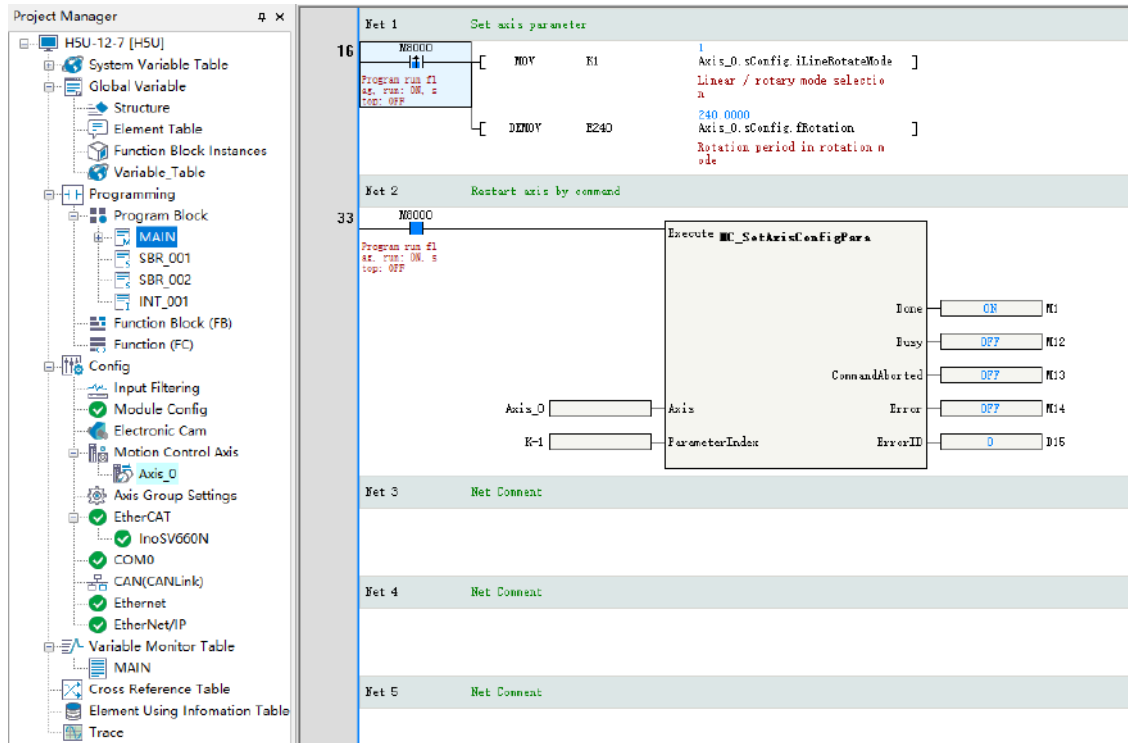 Project Manager
H5U-12-7 [H5U]
System Variable Table
Global Variable
Structure
Element Table
Function Block Instances
Variable_Table
Programming
Program Block
MAIN
SBR_001
SBR_002
INT_001
Function Block (FB)
Function (FC)
Config
Input Filtering
Module Config
Electronic Cam
Motion Control Axis
Axis_0
Axis Group Settings
EtherCAT
InoSV660N
COM0
CAN(CANLink)
Ethernet
EtherNet/IP
Variable Monitor Table
MAIN
Cross Reference Table
Element Using Infomation Table
Trace
Net 1 Set axis parameter
16
M8000
Program run fl
ag, run: ON, s
top: OFF
[ MOV K1 1
Axis_0.sConfig.iLineRotateMode ]
Linear / rotary mode selectio
n
[ DEMOV E240 240.0000
Axis_0.sConfig.fRotation ]
Rotation period in rotation m
ode
Net 2 Restart axis by command
33
M8000
Program run fl
ag, run: ON, s
top: OFF
Execute MC_SetAxisConfigPara
Done ON M1
Busy OFF M12
CommandAborted OFF M13
Axis_0 Axis Error OFF M14
K-1 ParameterIndex ErrorID 0 D15
Net 3 Net Comment
Net 4 Net Comment
Net 5 Net Comment